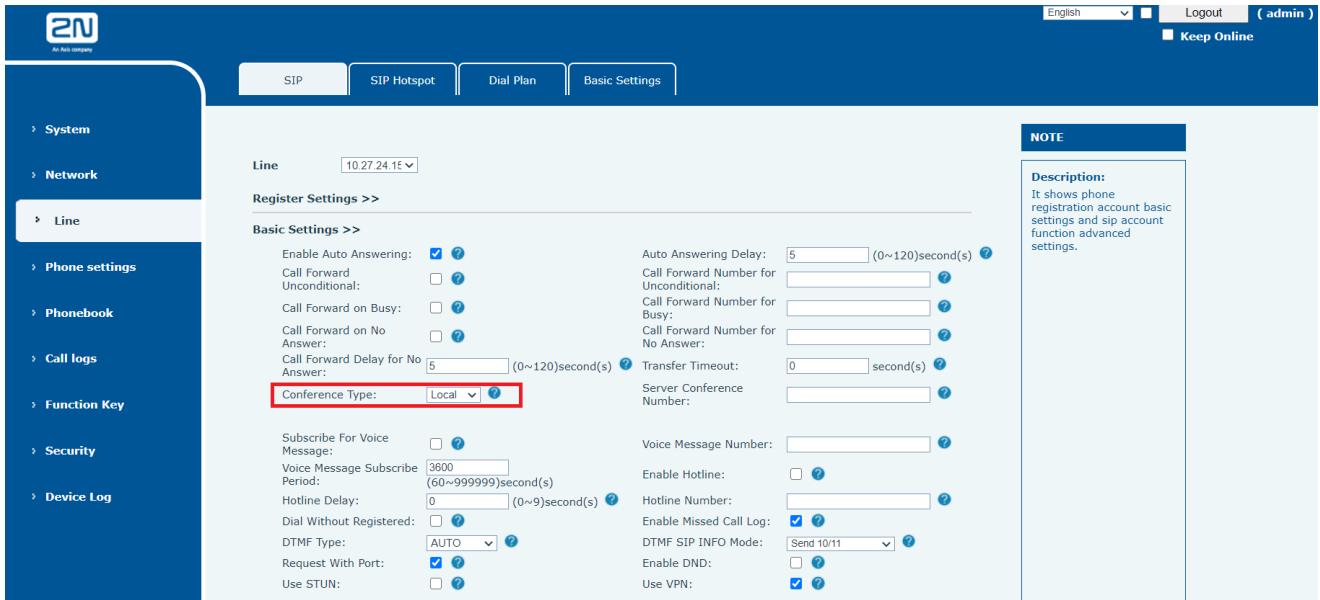 2N
An Axis company
English
Logout
( admin )
Keep Online
SIP
SIP Hotspot
Dial Plan
Basic Settings
› System
› Network
› Line
› Phone settings
› Phonebook
› Call logs
› Function Key
› Security
› Device Log
Line 10.27.24.15
Register Settings >>
Basic Settings >>
Enable Auto Answering: ?
Auto Answering Delay: 5 (0~120)second(s) ?
Call Forward
Unconditional: ?
Call Forward Number for
Unconditional: ?
Call Forward on Busy: ?
Call Forward Number for
Busy: ?
Call Forward on No
Answer: ?
Call Forward Number for
No Answer: ?
Call Forward Delay for No
Answer: 5 (0~120)second(s) ?
Transfer Timeout: 0 second(s) ?
Conference Type: Local ?
Server Conference
Number: ?
Subscribe For Voice
Message: ?
Voice Message Number: ?
Voice Message Subscribe
Period: 3600
(60~999999)second(s)
Enable Hotline: ?
Hotline Delay: 0 (0~9)second(s) ?
Hotline Number: ?
Dial Without Registered: ?
Enable Missed Call Log: ?
DTMF Type: AUTO ?
DTMF SIP INFO Mode: Send 10/11 ?
Request With Port: ?
Enable DND: ?
Use STUN: ?
Use VPN: ?
NOTE
Description:
It shows phone
registration account basic
settings and sip account
function advanced
settings.